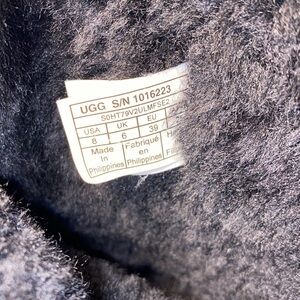 UGG S/N 1016223
S0HT79V2ULMFSE2
USA UK EU
8 6 39
Made Fabriqué
in en
Philippines Philippines